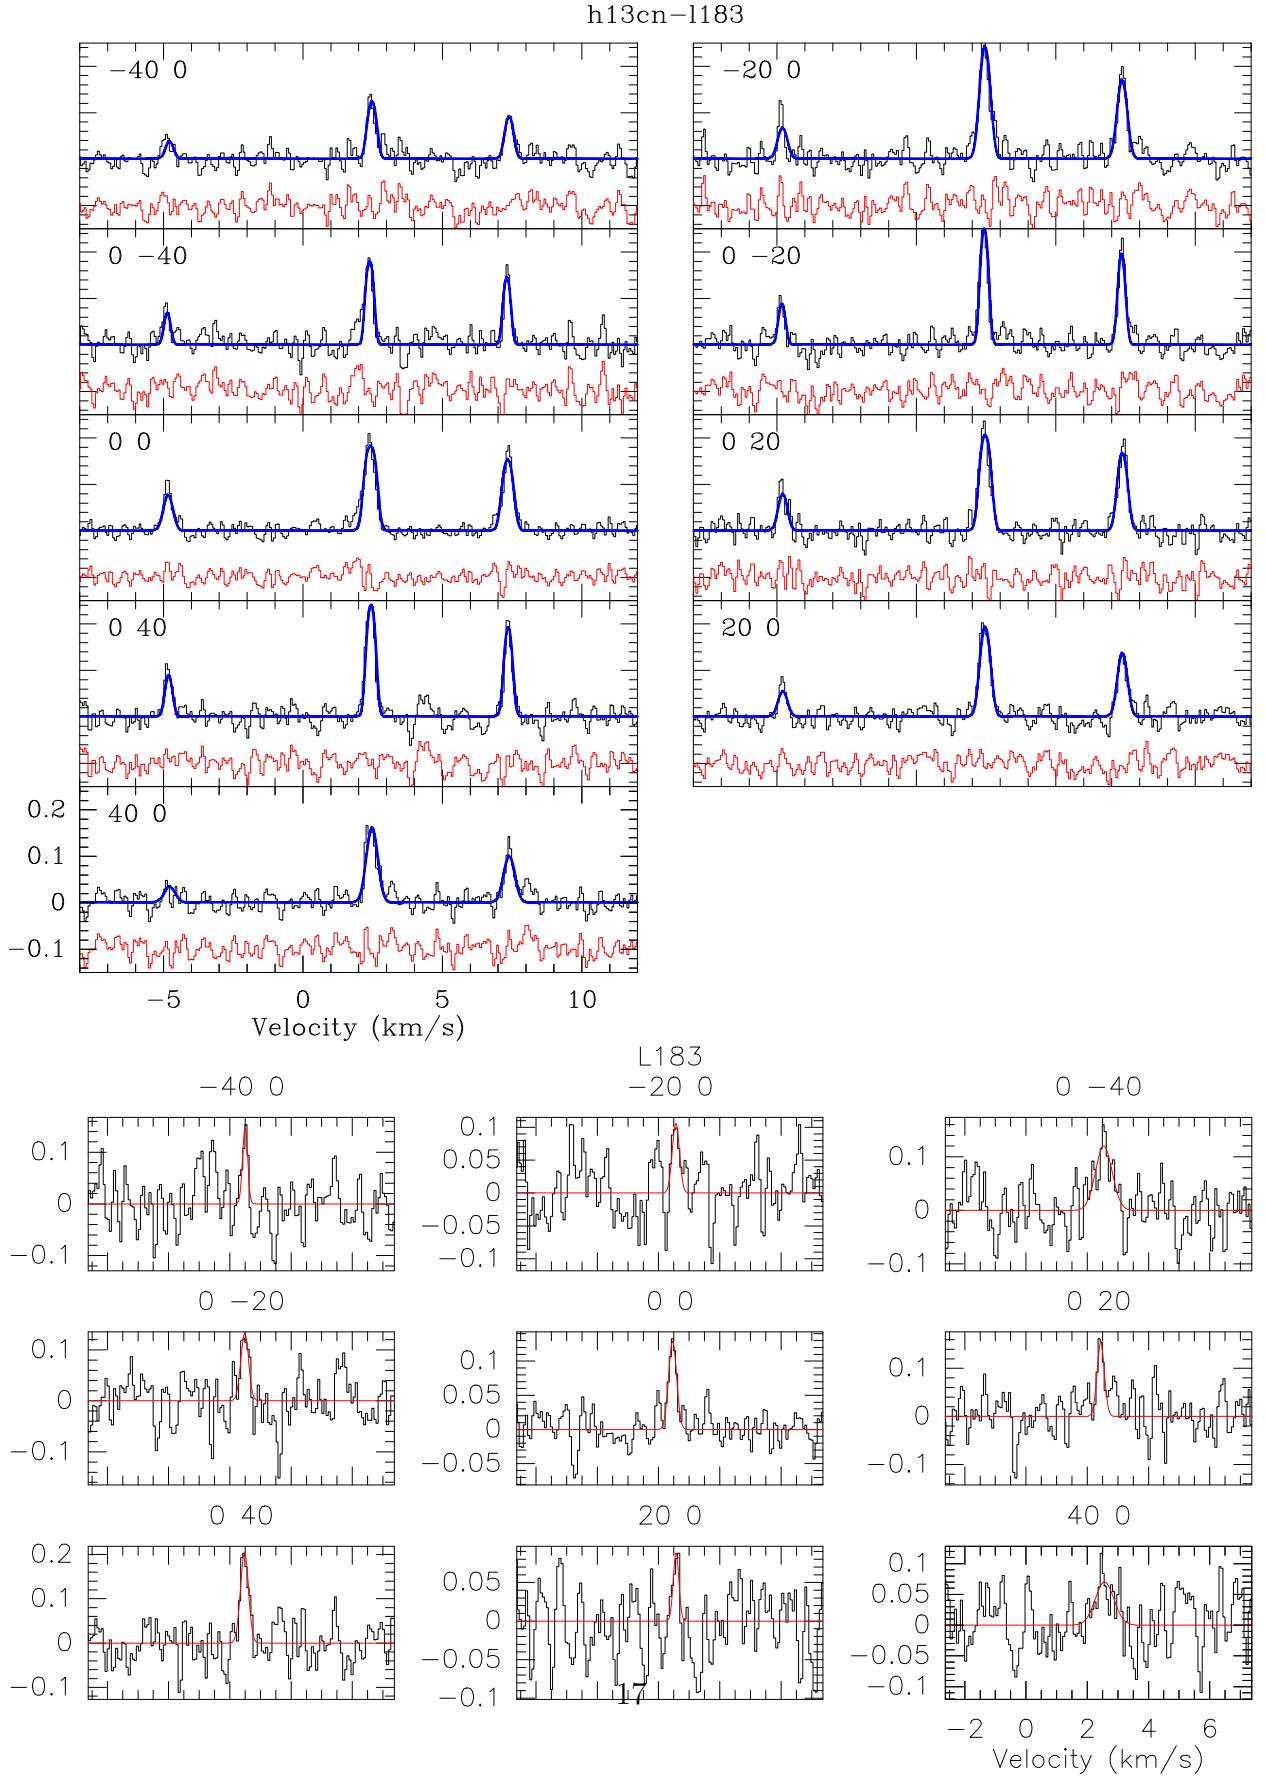 h13cn−l183
−40 0
−20 0
0 −40
0 −20
0 0
0 20
0 40
20 0
0.2
40 0
0.1
0
−0.1
−5 0 5 10
Velocity (km/s)
L183
−40 0 −20 0 0 −40
0.1 0 −0.1
0.1 0.05 0 −0.05 −0.1
0.1 0 −0.1
0 −20 0 0 0 20
0.1 0 −0.1
0.1 0.05 0 −0.05
0.1 0 −0.1
0 40 20 0 40 0
0.2 0.1 0 −0.1
0.05 0 −0.05 −0.1
0.1 0.05 0 −0.05 −0.1
17
−2 0 2 4 6
Velocity (km/s)